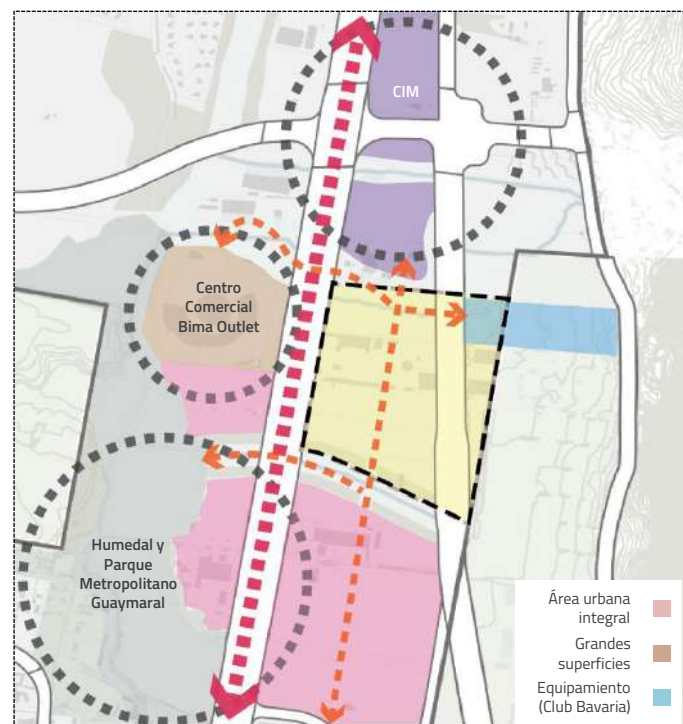 CIM
Centro
Comercial
Bima Outlet
Humedal y
Parque
Metropolitano
Guaymaral
Área urbana
integral
Grandes
superficies
Equipamiento
(Club Bavaria)